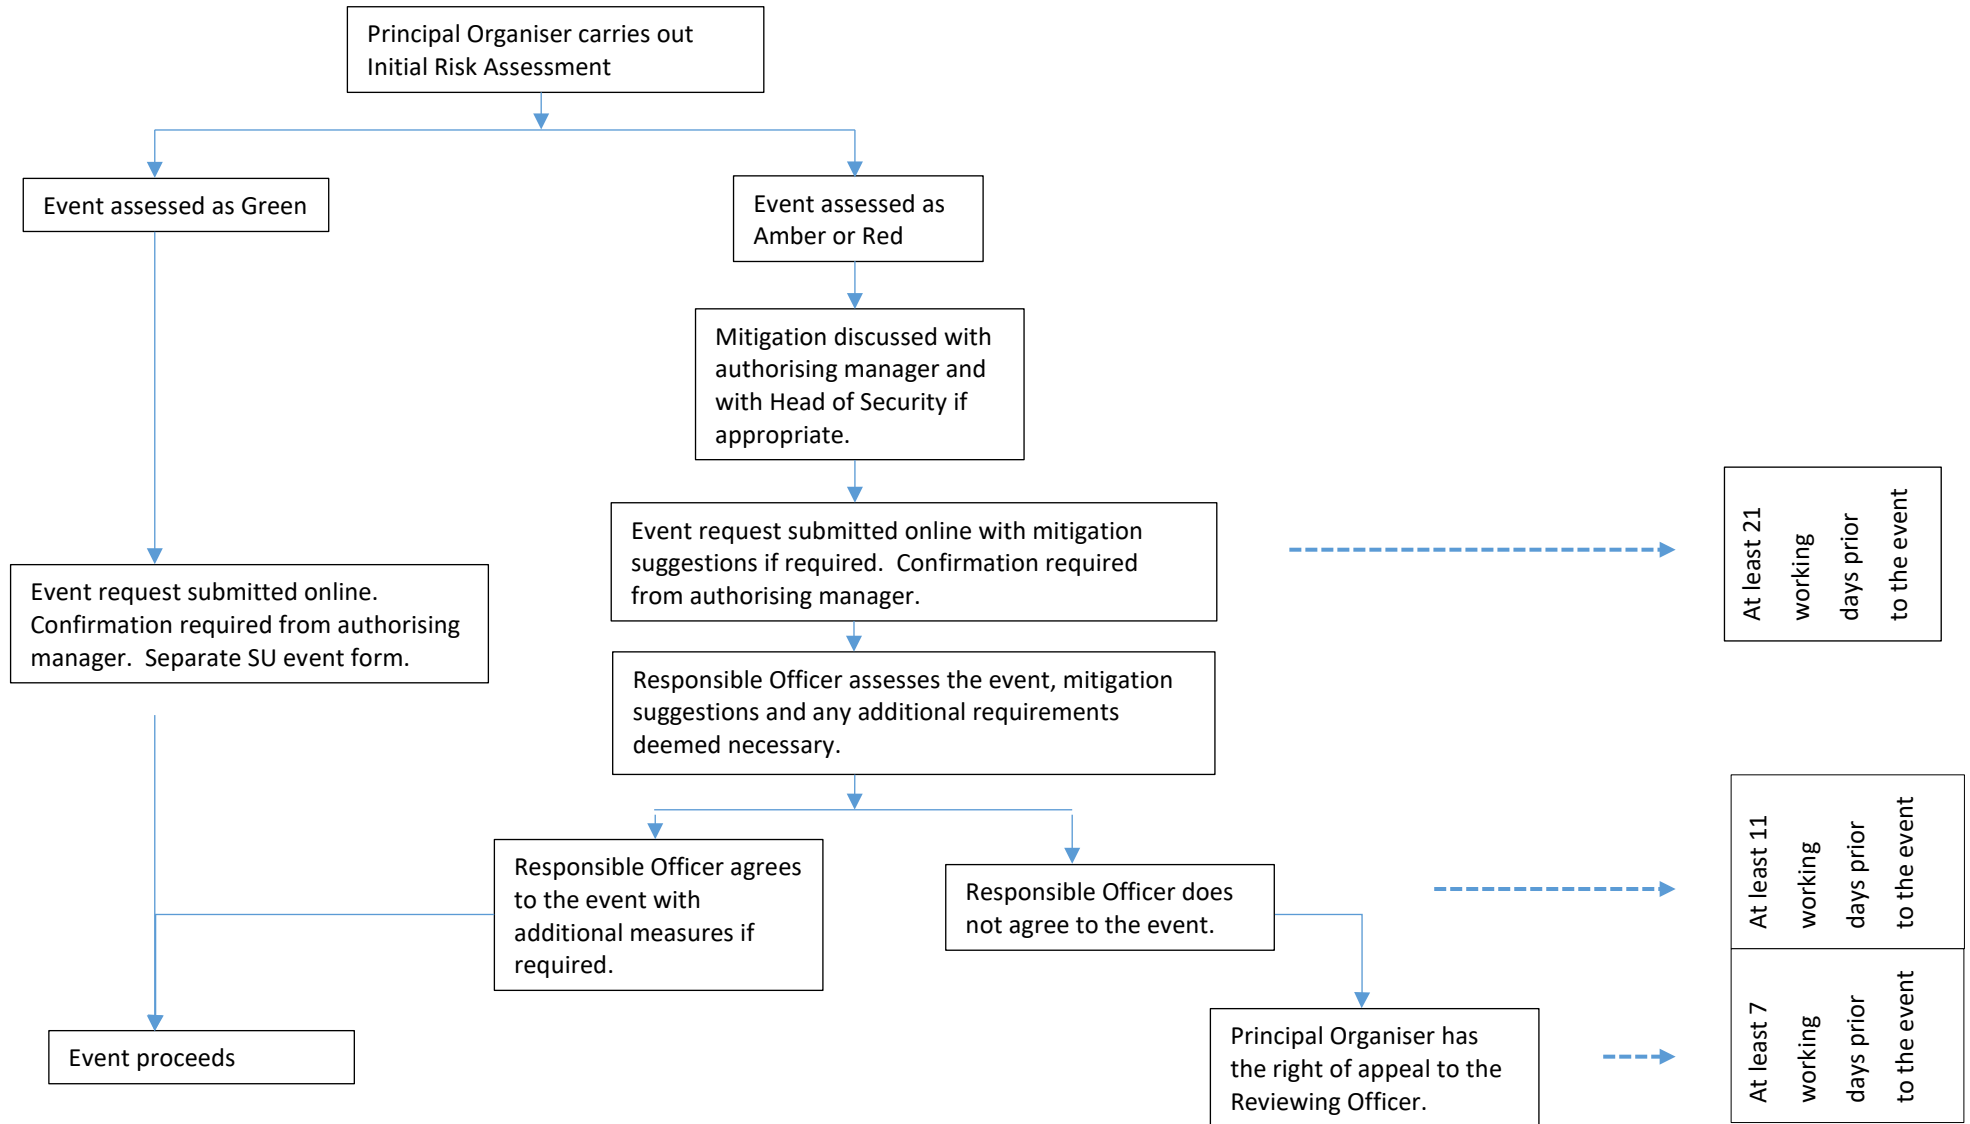 Principal Organiser carries out
Initial Risk Assessment
Event assessed as Green
Event assessed as
Amber or Red
Mitigation discussed with
authorising manager and
with Head of Security if
appropriate.
Event request submitted online with mitigation
suggestions if required.  Confirmation required
from authorising manager.
At least 21
working
days prior
to the event
Event request submitted online.
Confirmation required from authorising
manager.  Separate SU event form.
Responsible Officer assesses the event, mitigation
suggestions and any additional requirements
deemed necessary.
Responsible Officer agrees
to the event with
additional measures if
required.
Responsible Officer does
not agree to the event.
At least 11
working
days prior
to the event
Event proceeds
Principal Organiser has
the right of appeal to the
Reviewing Officer.
At least 7
working
days prior
to the event